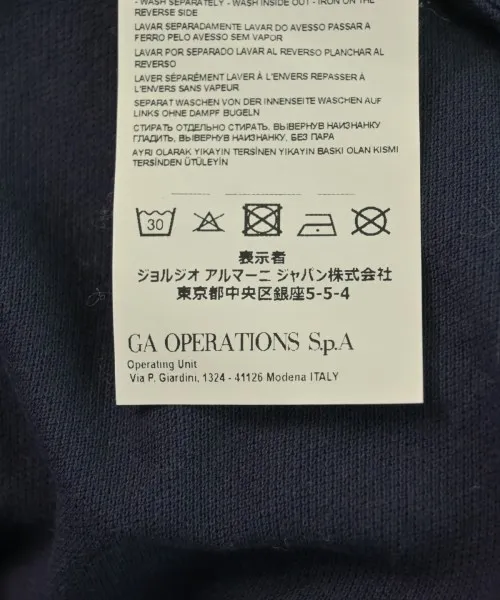 - WASH SEPARATELY - WASH INSIDE OUT - IRON ON THE
REVERSE SIDE
LAVAR SEPARADAMENTE LAVAR DO AVESSO PASSAR A
FERRO PELO AVESSO SEM VAPOR
LAVAR POR SEPARADO LAVAR AL REVERSO PLANCHAR AL
REVERSO
LAVER SÉPARÉMENT LAVER À L'ENVERS REPASSER À
L'ENVERS SANS VAPEUR
SEPARAT WASCHEN VON DER INNENSEITE WASCHEN AUF
LINKS OHNE DAMPF BUGELN
СТИРАТЬ ОТДЕЛЬНО СТИРАТЬ, ВЫВЕРНУВ НАИЗНАНКУ
ГЛАДИТЬ, ВЫВЕРНУВ НАИЗНАНКУ, БЕЗ ПАРА
AYRI OLARAK YIKAYIN TERSİNEN YIKAYIN BASKI OLAN KISMI
TERSİNDEN ÜTÜLEYİN
30
表示者
ジョルジオ アルマーニ ジャパン株式会社
東京都中央区銀座5-5-4
GA OPERATIONS S.p.A
Operating Unit
Via P. Giardini, 1324 - 41126 Modena ITALY